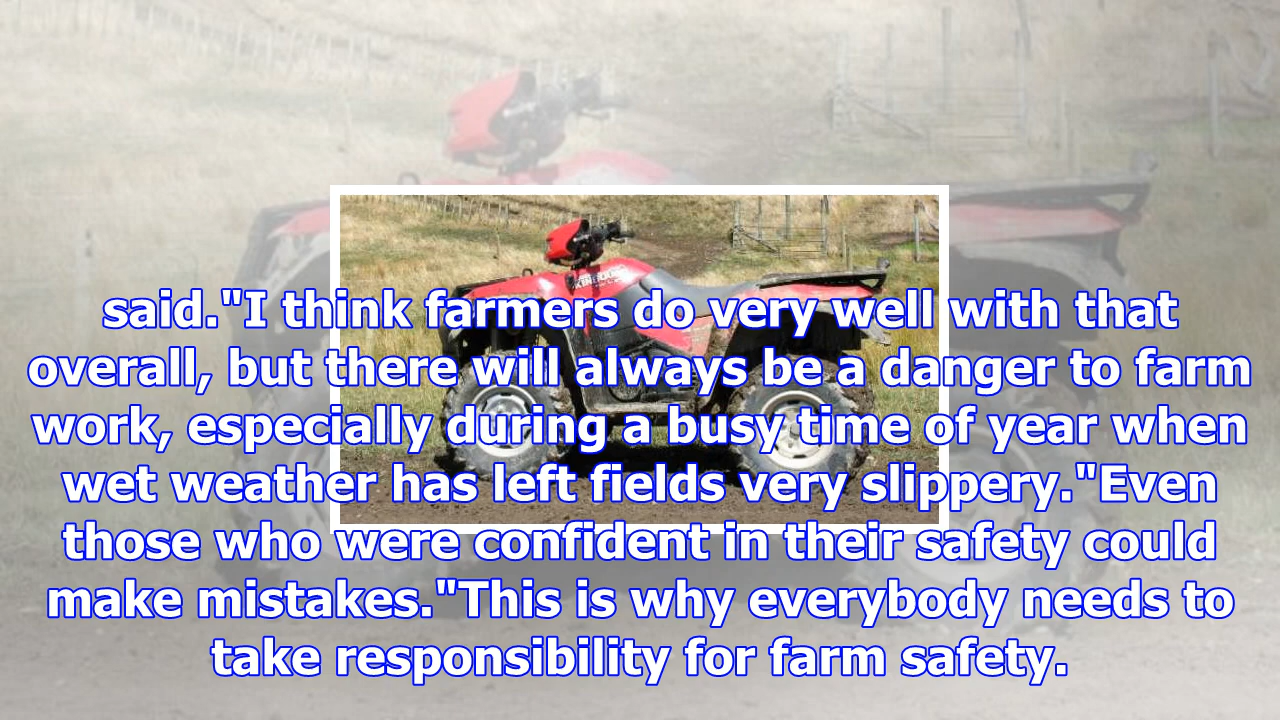 said."I think farmers do very well with that
overall, but there will always be a danger to farm
work, especially during a busy time of year when
wet weather has left fields very slippery."Even
those who were confident in their safety could
make mistakes."This is why everybody needs to
take responsibility for farm safety.